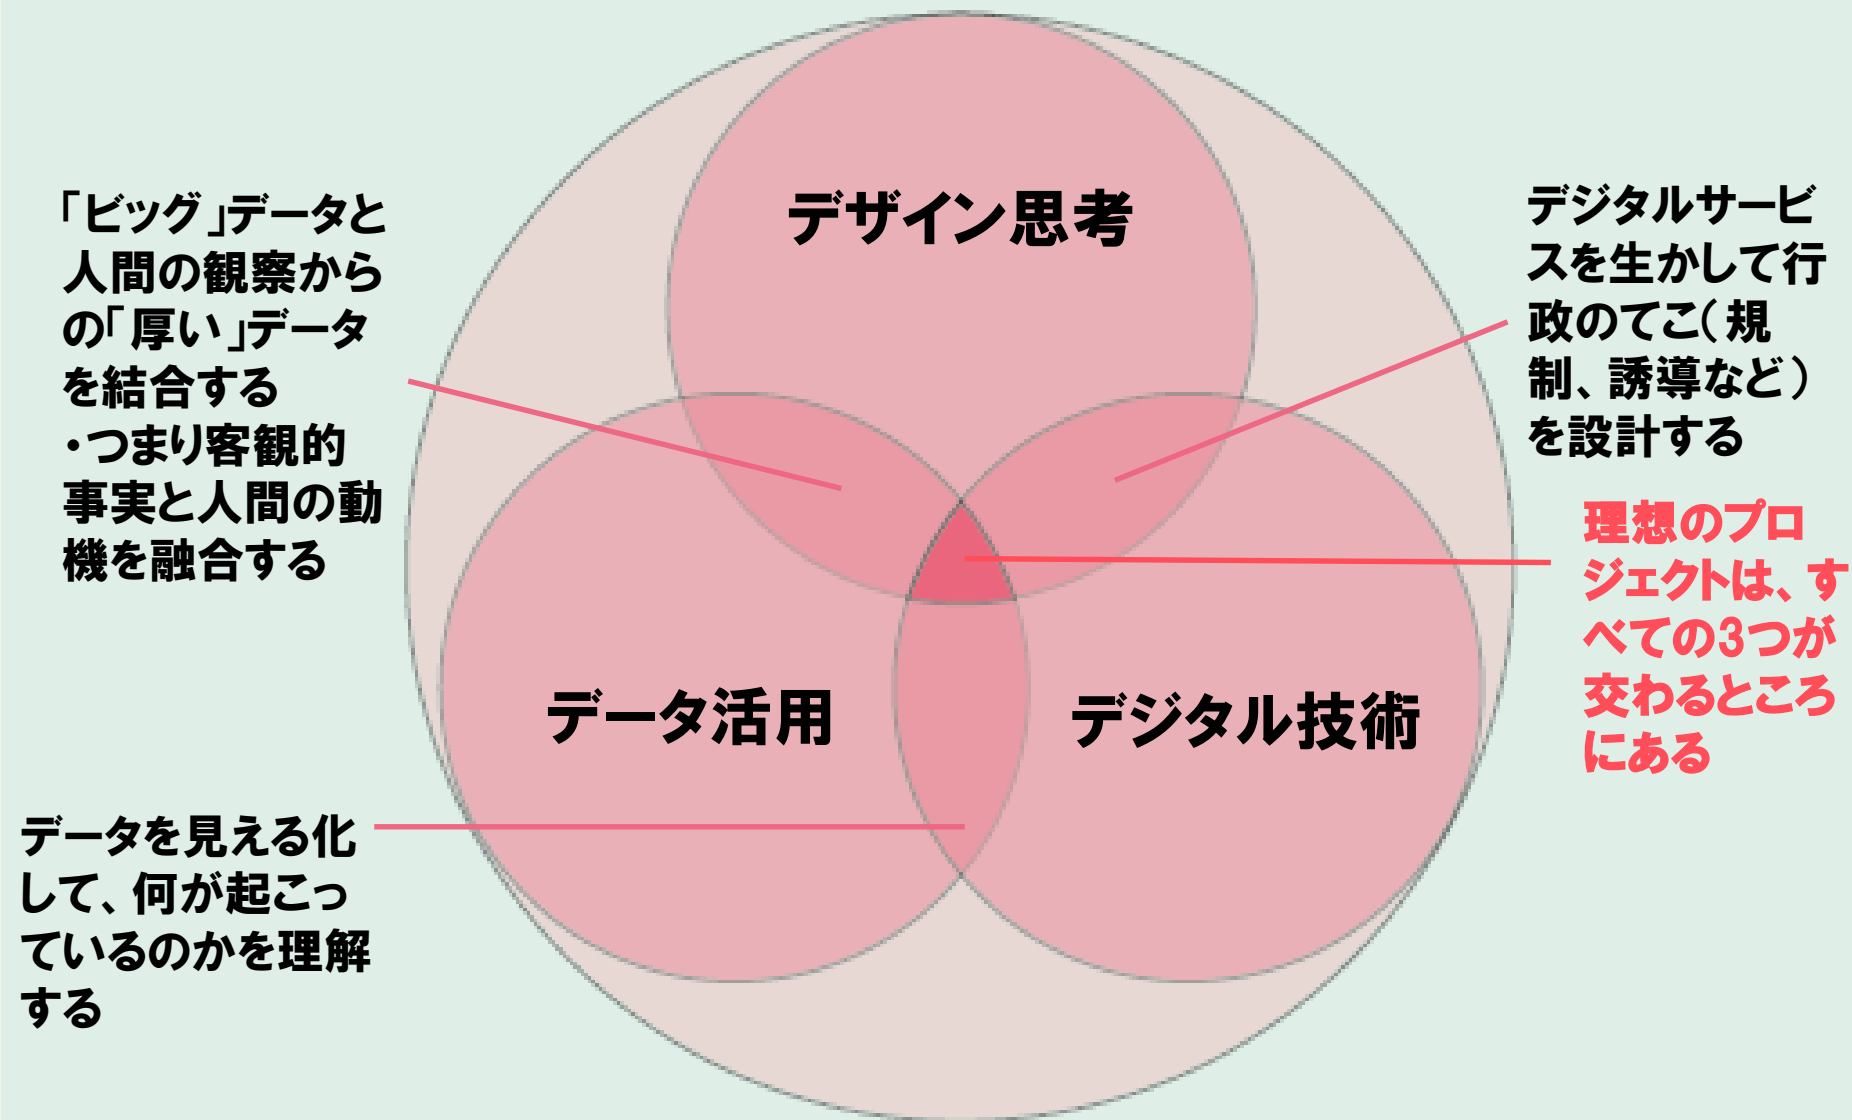 デザイン思考
「ビッグ」データと
人間の観察から
の「厚い」データ
を結合する
・つまり客観的
事実と人間の動
機を融合する
デジタルサービ
スを生かして行
政のてこ（規
制、誘導など）
を設計する
理想のプロ
ジェクトは、す
べての3つが
交わるところ
にある
データ活用
デジタル技術
データを見える化
して、何が起こっ
ているのかを理解
する